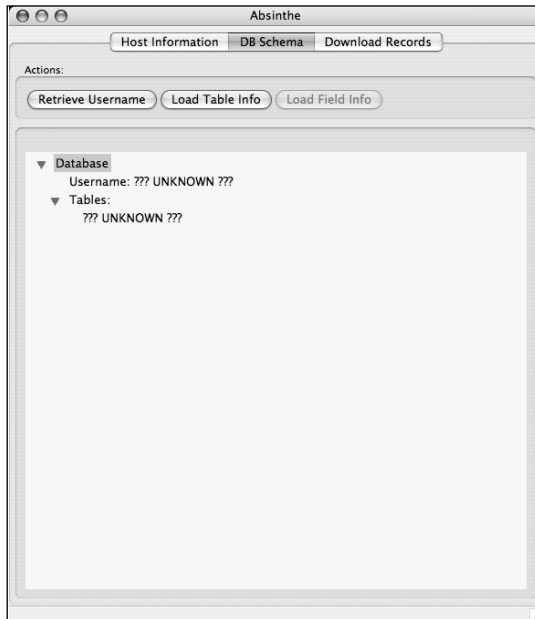 Absinthe
Host Information DB Schema Download Records
Actions:
Retrieve Username Load Table Info Load Field Info
Database
Username: ??? UNKNOWN ???
Tables:
??? UNKNOWN ???